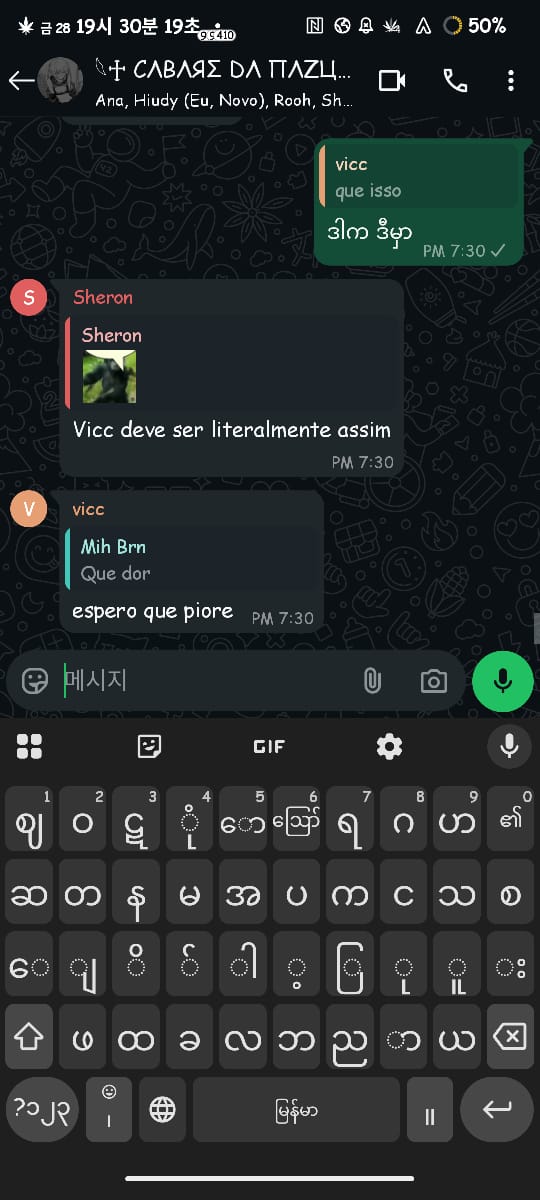 금 28 19시 30분 19초
50%
CABARE DA MAZU...
Ana, Hiudy (Eu, Novo), Rooh, Sh...
vicc
que isso
ဒါက ဒီမှာ
PM 7:30
Sheron
S
Sheron
Vicc deve ser literalmente assim
PM 7:30
vicc
V
Mih Brn
Que dor
espero que piore
PM 7:30
메시지
GIF
1 2 3 4 5 6 7 8 9 0
ဈ ဝ ဋ ုံ ော သြော် ရ ဂ ဟ ၏
ဆ တ န မ အ ပ က င သ စ
ေ ျ ိ ် ါ ့ ြ ု ူ း
ဖ ထ ခ လ ဘ ည ာ ယ
?၁၂၃ ၊ မြန်မာ ။